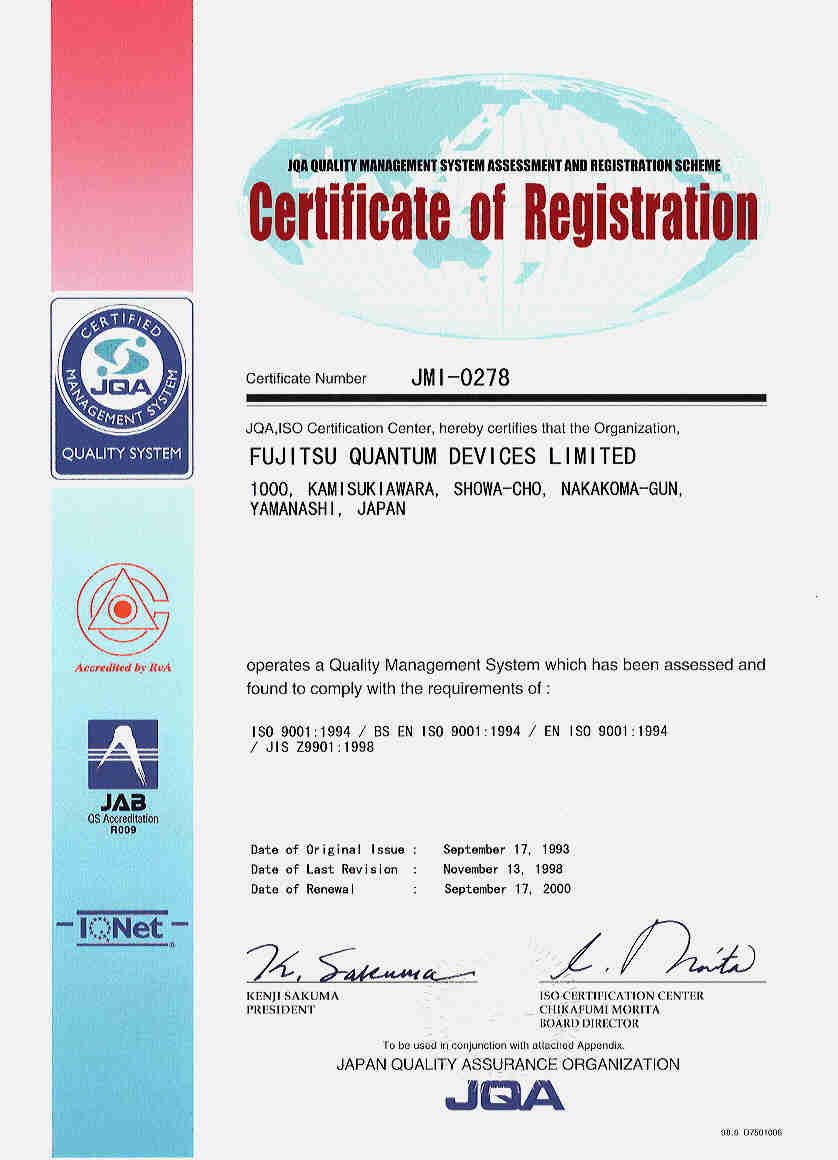 JQA QUALITY MANAGEMENT SYSTEM ASSESSMENT AND REGISTRATION SCHEME
Certificate of Registration
CERTIFIED
MANAGEMENT SYSTEM
JQA
QUALITY SYSTEM
Certificate Number JMI-0278
JQA,ISO Certification Center, hereby certifies that the Organization,
FUJITSU QUANTUM DEVICES LIMITED
1000, KAMISUKIAWARA, SHOWA-CHO, NAKAKOMA-GUN,
YAMANASHI, JAPAN
Accredited by RvA
operates a Quality Management System which has been assessed and
found to comply with the requirements of :
ISO 9001:1994 / BS EN ISO 9001:1994 / EN ISO 9001:1994
/ JIS Z9901:1998
JAB
QS Accreditation
R009
Date of Original Issue : September 17, 1993
Date of Last Revision : November 13, 1998
Date of Renewal : September 17, 2000
IQNet ®
K. Sakuma
C. Morita
KENJI SAKUMA
PRESIDENT
ISO CERTIFICATION CENTER
CHIKAFUMI MORITA
BOARD DIRECTOR
To be used in conjunction with attached Appendix.
JAPAN QUALITY ASSURANCE ORGANIZATION
JQA
98.6 D7501006